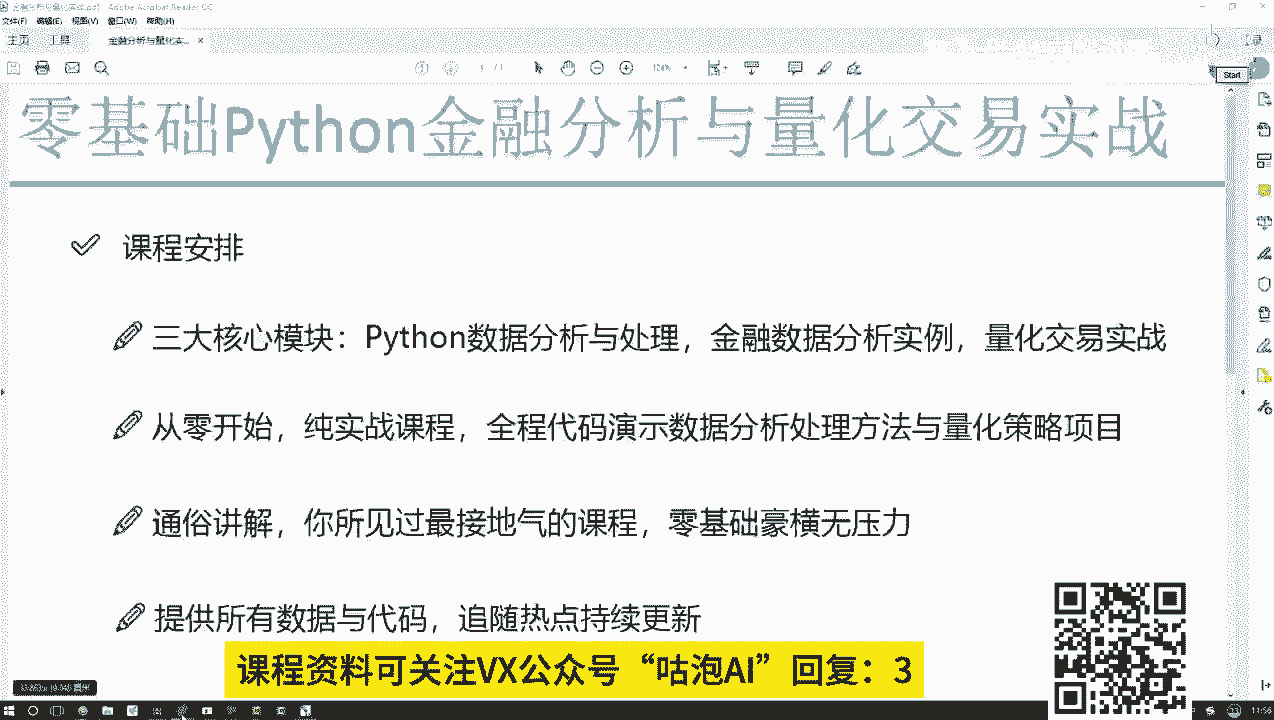 金融分析与量化实战.pdf - Adobe Acrobat Reader DC
文件(F) 编辑(E) 视图(V) 窗口(W) 帮助(H)
主页 工具 金融分析与量化实... ×
124%
Start
零基础Python金融分析与量化交易实战
课程安排
三大核心模块：Python数据分析与处理，金融数据分析实例，量化交易实战
从零开始，纯实战课程，全程代码演示数据分析处理方法与量化策略项目
通俗讲解，你所见过最接地气的课程，零基础豪横无压力
提供所有数据与代码，追随热点持续更新
课程资料可关注VX公众号“咕泡AI”回复：3
11:56